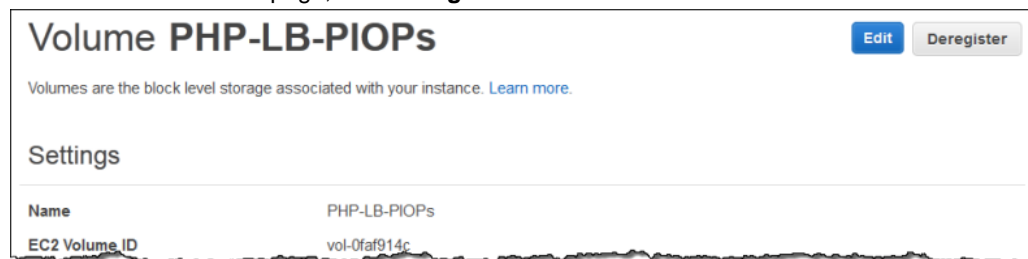 Volume PHP-LB-PIOPs
Edit
Deregister
Volumes are the block level storage associated with your instance. Learn more.
Settings
Name PHP-LB-PIOPs
EC2 Volume ID vol-0faf914c